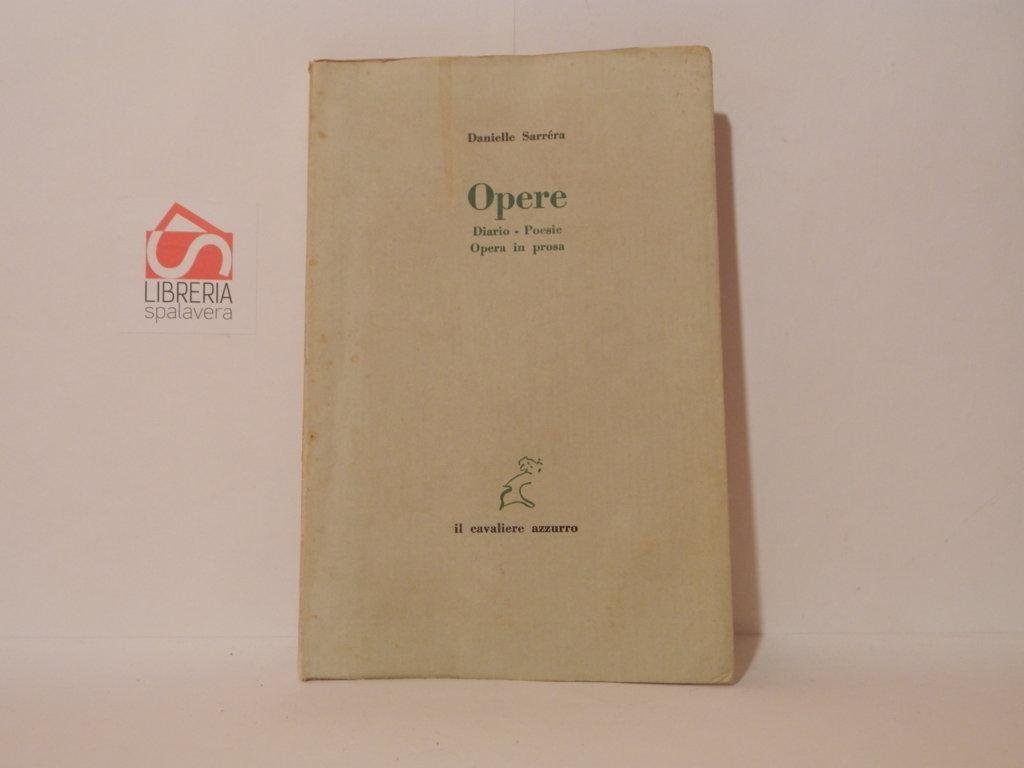 Danielle Sarréra
Opere
Diario - Poesie
Opera in prosa
il cavaliere azzurro
LIBRERIA
spalavera